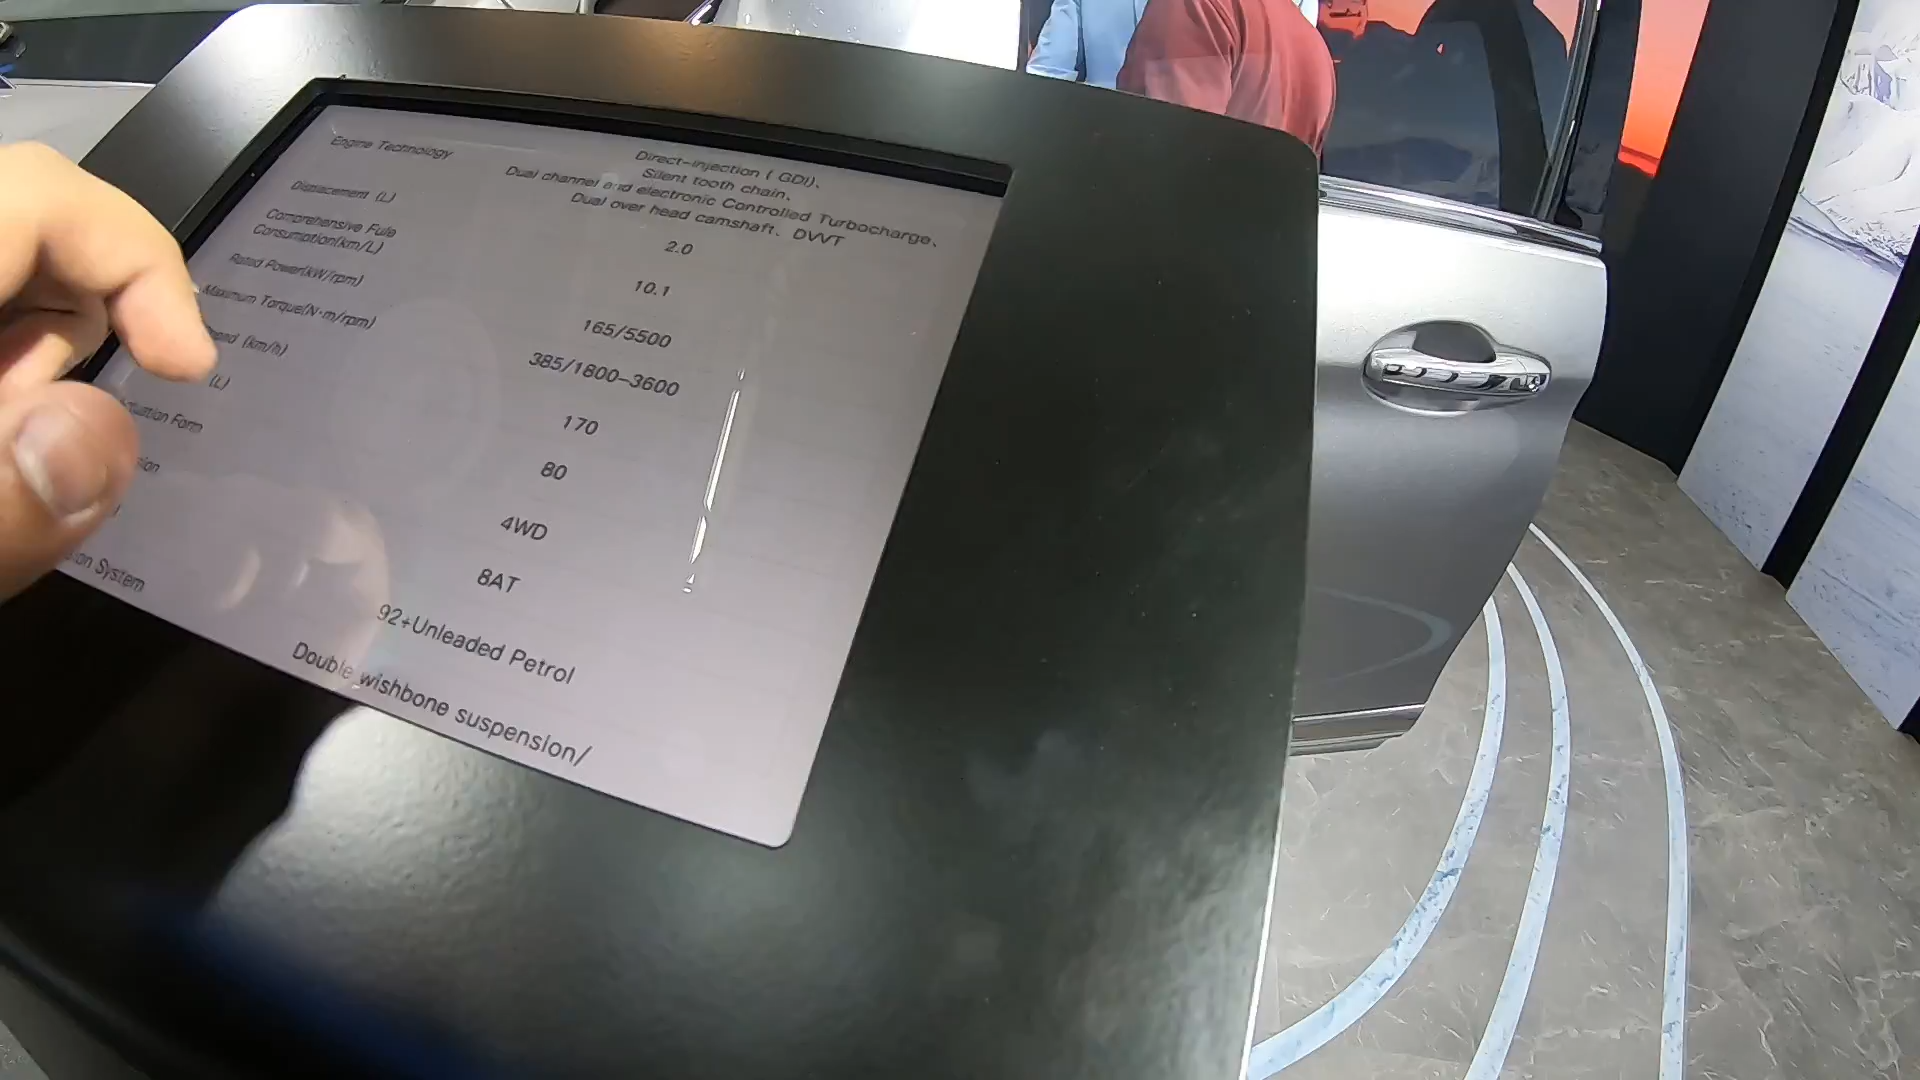 Engine Technology
Direct-injection ( GDI)、
Silent tooth chain、
Dual channel and electronic Controlled Turbocharge、
Dual over head camshaft、DVVT
Displacement (L)
2.0
Comprehensive Fule
Consumption(km/L)
10.1
Rated Power(kW/rpm)
165/5500
Maximum Torque(N·m/rpm)
385/1800-3600
(km/h)
170
(L)
80
Form
4WD
8AT
92+Unleaded Petrol
System
Double wishbone suspension/